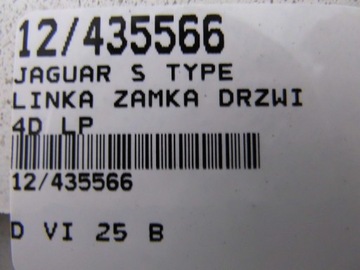 12/435566
JAGUAR S TYPE
LINKA ZAMKA DRZWI
4D LP
12/435566
D VI 25 B